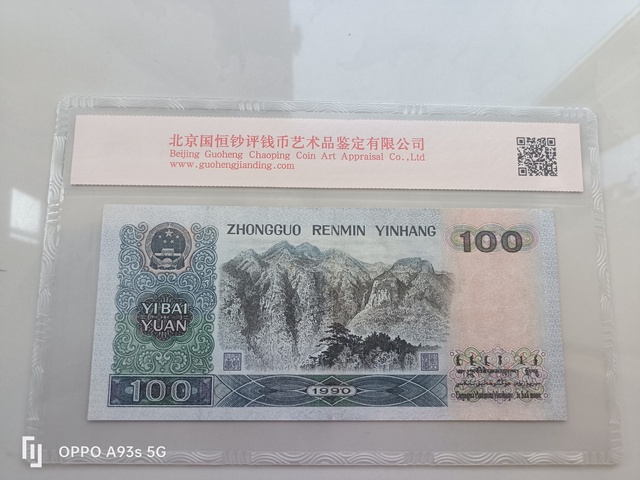 北京国恒钞评钱币艺术品鉴定有限公司
Beijing Guoheng Chaoping Coin Art Appraisal Co.,Ltd
www.guohengjianding.com
ZHONGGUO RENMIN YINHANG
100
YIBAI
YUAN
100
1990
OPPO A93s 5G